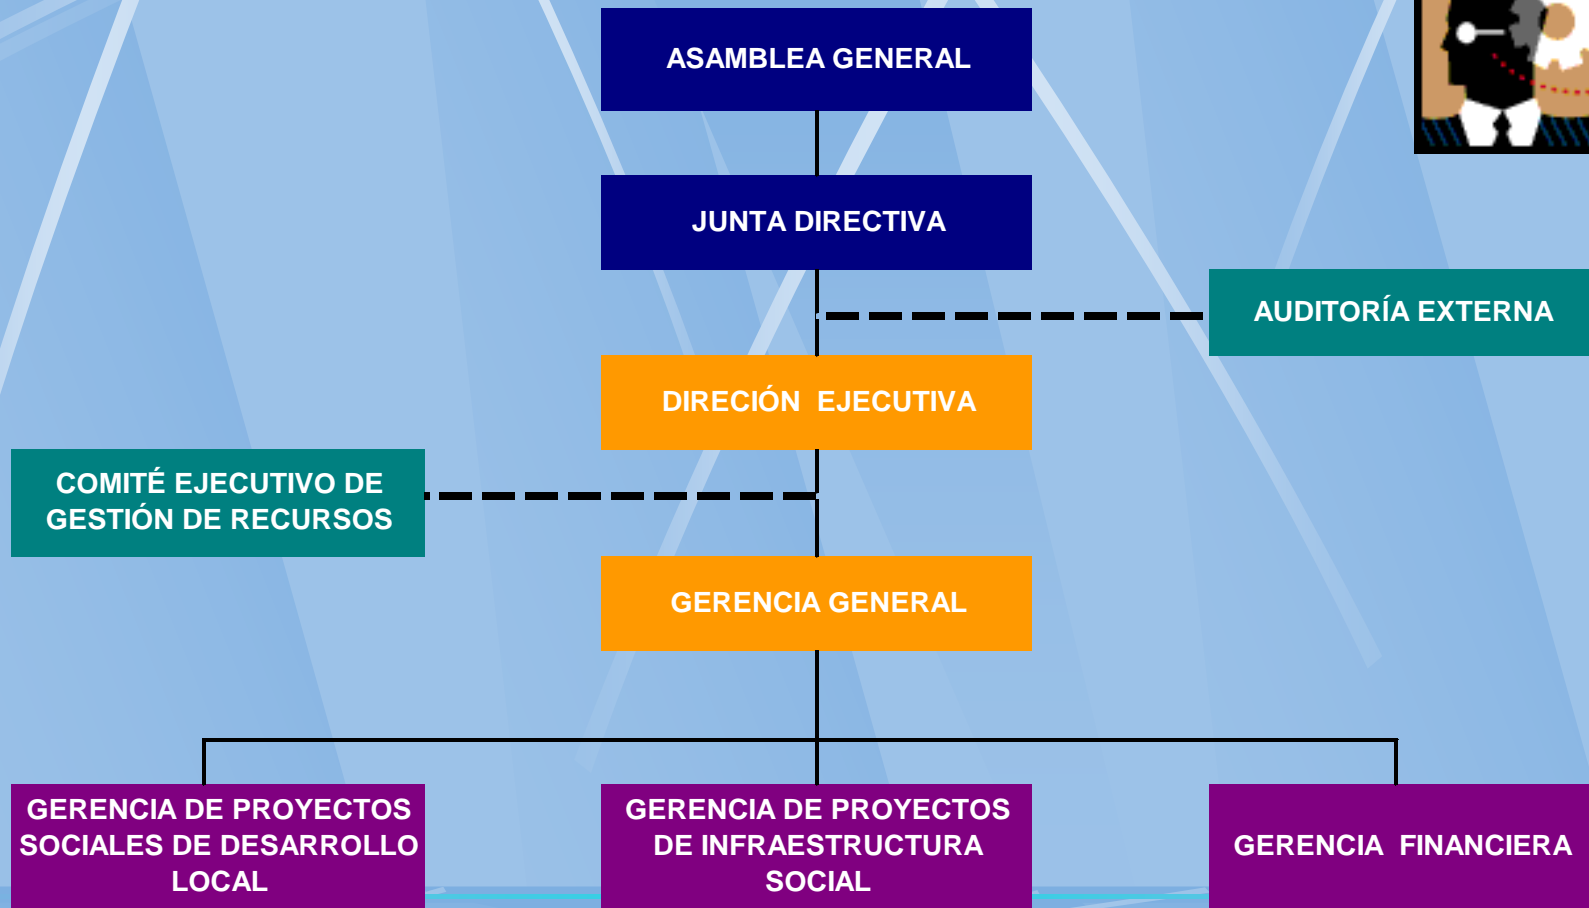 ASAMBLEA GENERAL
JUNTA DIRECTIVA
AUDITORÍA EXTERNA
DIRECIÓN  EJECUTIVA
COMITÉ EJECUTIVO DE
GESTIÓN DE RECURSOS
GERENCIA GENERAL
GERENCIA DE PROYECTOS
SOCIALES DE DESARROLLO
LOCAL
GERENCIA DE PROYECTOS
DE INFRAESTRUCTURA
SOCIAL
GERENCIA  FINANCIERA